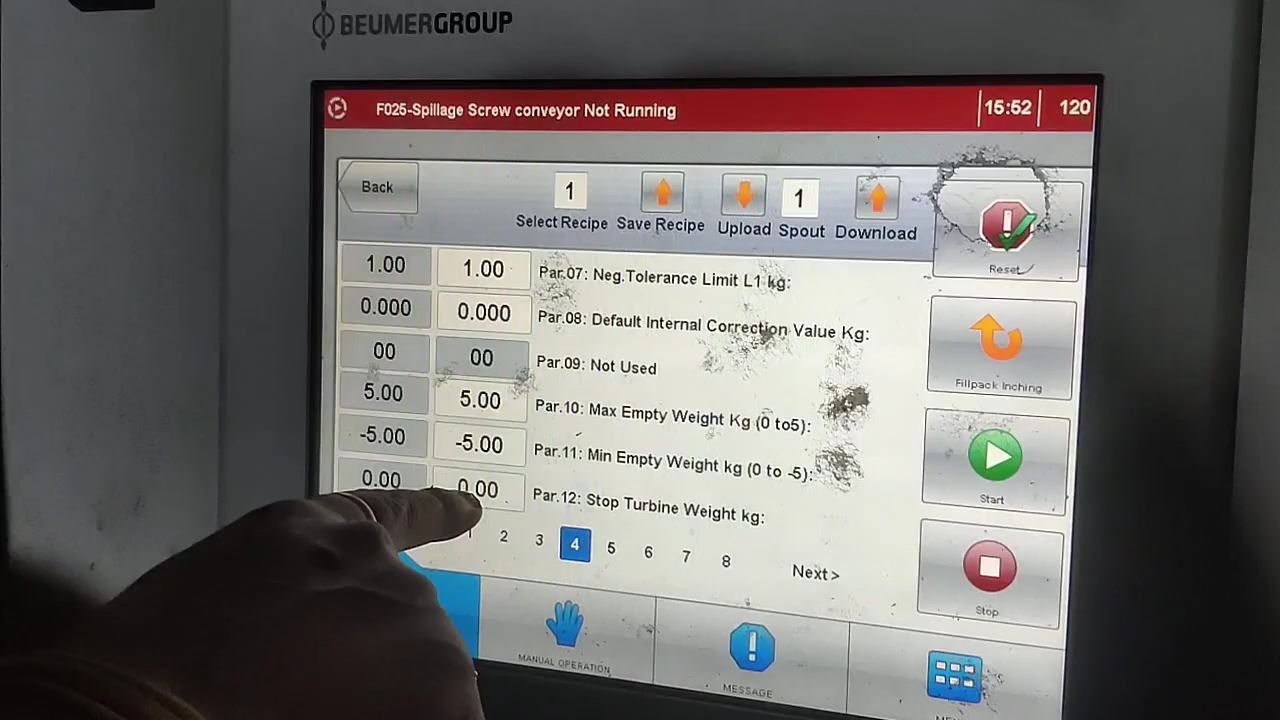 BEUMERGROUP
F025-Spillage Screw conveyor Not Running 15:52 120
Back
1 1
Select Recipe Save Recipe Upload Spout Download
Reset
1.00 1.00 Par.07: Neg.Tolerance Limit L1 kg:
0.000 0.000 Par.08: Default Internal Correction Value Kg:
00 00 Par.09: Not Used
Fillpack Inching
5.00 5.00 Par.10: Max Empty Weight Kg (0 to5):
-5.00 -5.00 Par.11: Min Empty Weight kg (0 to -5):
0.00 0.00 Par.12: Stop Turbine Weight kg:
Start
1 2 3 4 5 6 7 8 Next>
Stop
MANUAL OPERATION
MESSAGE